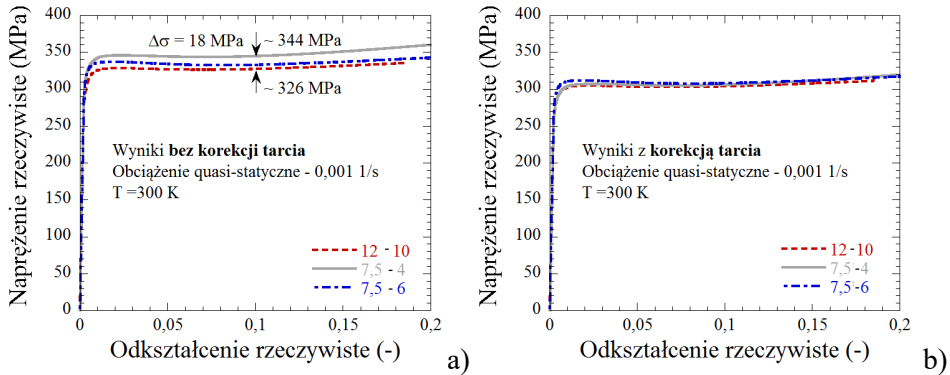 Naprężenie rzeczywiste (MPa)
400
350
300
250
200
150
100
50
0
Δσ = 18 MPa
~ 344 MPa
~ 326 MPa
Wyniki bez korekcji tarcia
Obciążenie quasi-statyczne - 0,001 1/s
T =300 K
12 - 10
7,5 - 4
7,5 - 6
0 0,05 0,1 0,15 0,2
Odkształcenie rzeczywiste (-)
a)
Naprężenie rzeczywiste (MPa)
400
350
300
250
200
150
100
50
0
Wyniki z korekcją tarcia
Obciążenie quasi-statyczne - 0,001 1/s
T =300 K
12 - 10
7,5 - 4
7,5 - 6
0 0,05 0,1 0,15 0,2
Odkształcenie rzeczywiste (-)
b)